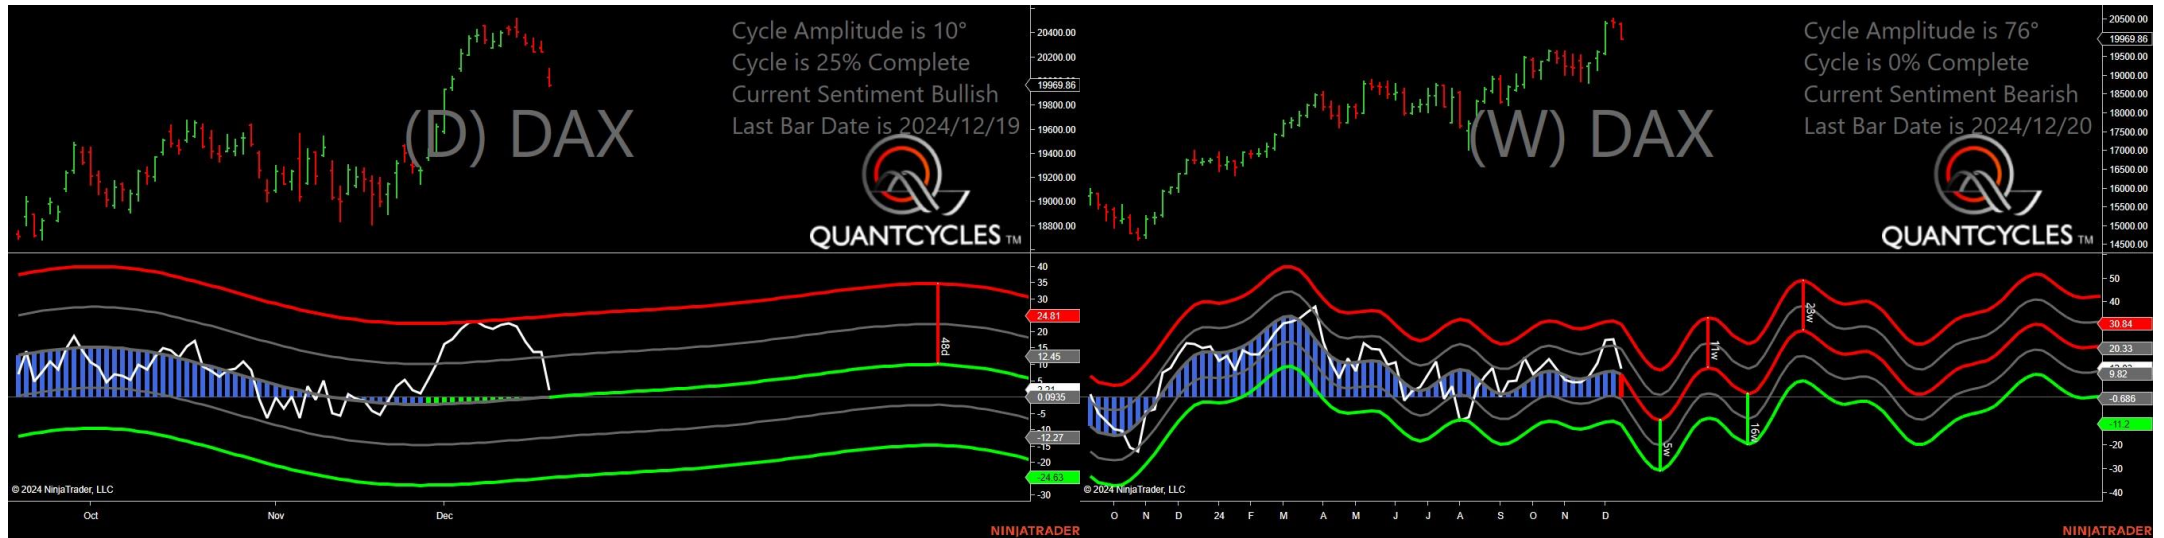 Cycle Amplitude is 10°
Cycle is 25% Complete
Current Sentiment Bullish
Last Bar Date is 2024/12/19
(D) DAX
QUANTCYCLES TM
20400.00
20200.00
19969.86
19800.00
19600.00
19400.00
19200.00
19000.00
18800.00
40
35
30
24.81
20
15
12.45
10
5
0.0935
-5
-10
-12.27
-15
-20
-24.63
-30
48d
© 2024 NinjaTrader, LLC
Oct Nov Dec
NINJATRADER
Cycle Amplitude is 76°
Cycle is 0% Complete
Current Sentiment Bearish
Last Bar Date is 2024/12/20
(W) DAX
QUANTCYCLES TM
20500.00
19969.86
19500.00
19000.00
18500.00
18000.00
17500.00
17000.00
16500.00
16000.00
15500.00
15000.00
14500.00
50
40
30.84
20.33
9.82
-0.686
-11.2
-20
-30
-40
5w
11w
16w
23w
© 2024 NinjaTrader, LLC
O N D 24 F M A M J J A S O N D
NINJATRADER